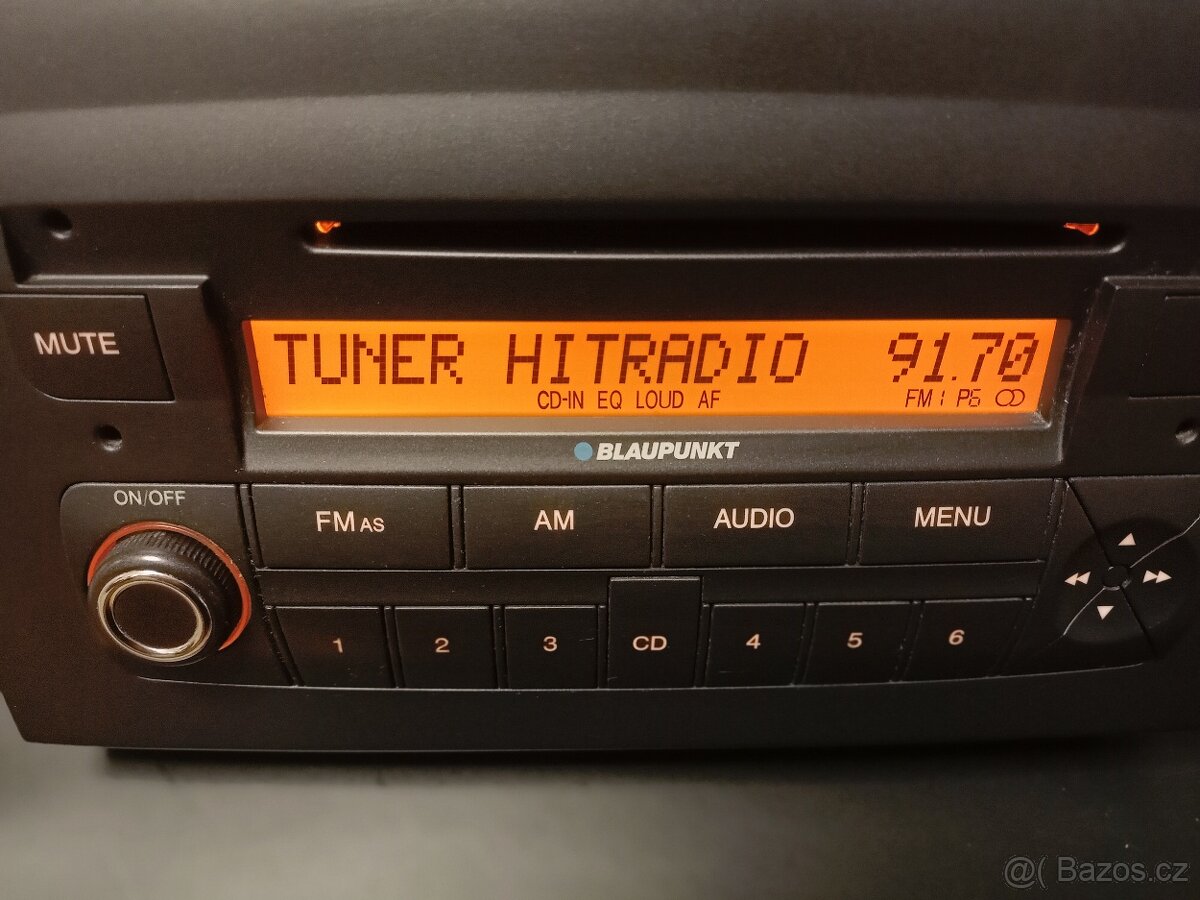 MUTE
TUNER HITRADIO 91.70
CD-IN EQ LOUD AF FM1 P6
BLAUPUNKT
ON/OFF
FM AS AM AUDIO MENU
1 2 3 CD 4 5 6
@( Bazos.cz